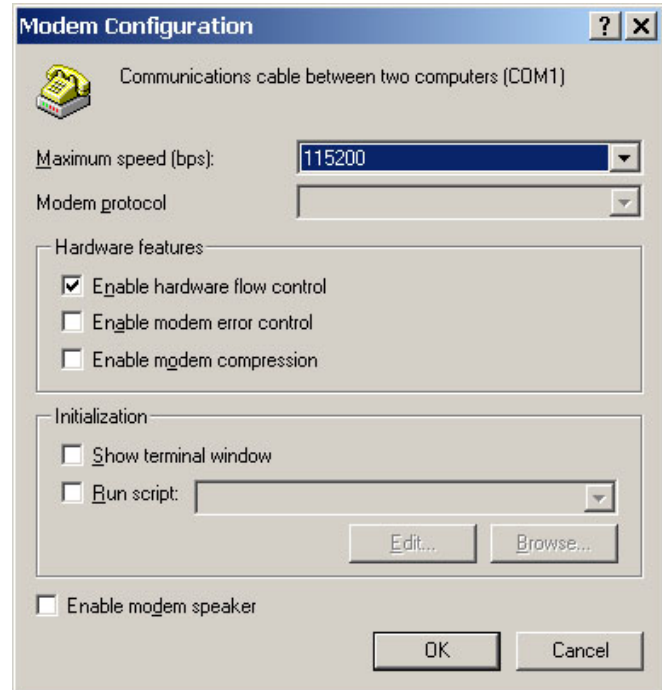 Modem Configuration
Communications cable between two computers (COM1)
Maximum speed (bps): 115200
Modem protocol
Hardware features
Enable hardware flow control
Enable modem error control
Enable modem compression
Initialization
Show terminal window
Run script:
Edit... Browse...
Enable modem speaker
OK Cancel